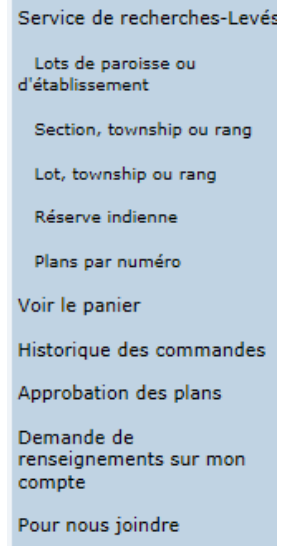 Service de recherches-Levés
Lots de paroisse ou
d'établissement
Section, township ou rang
Lot, township ou rang
Réserve indienne
Plans par numéro
Voir le panier
Historique des commandes
Approbation des plans
Demande de
renseignements sur mon
compte
Pour nous joindre